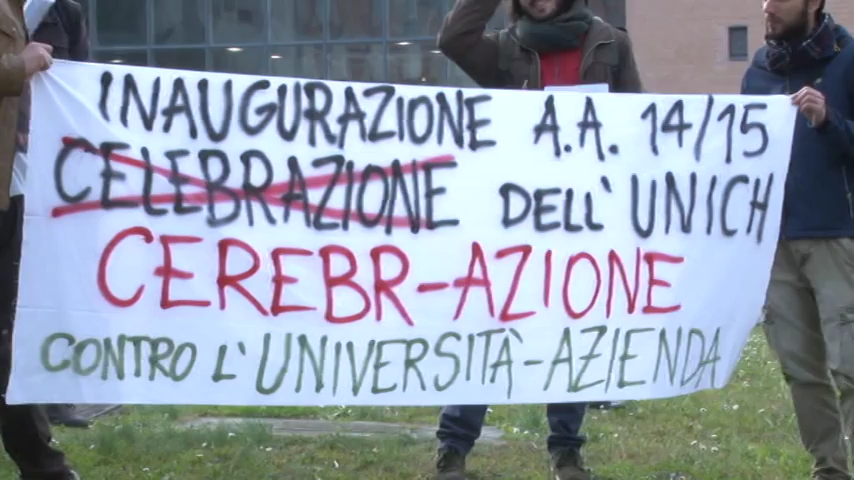 INAUGURAZIONE A.A. 14/15
CELEBRAZIONE DELL'UNICH
CEREBR-AZIONE
CONTRO L'UNIVERSITÀ-AZIENDA